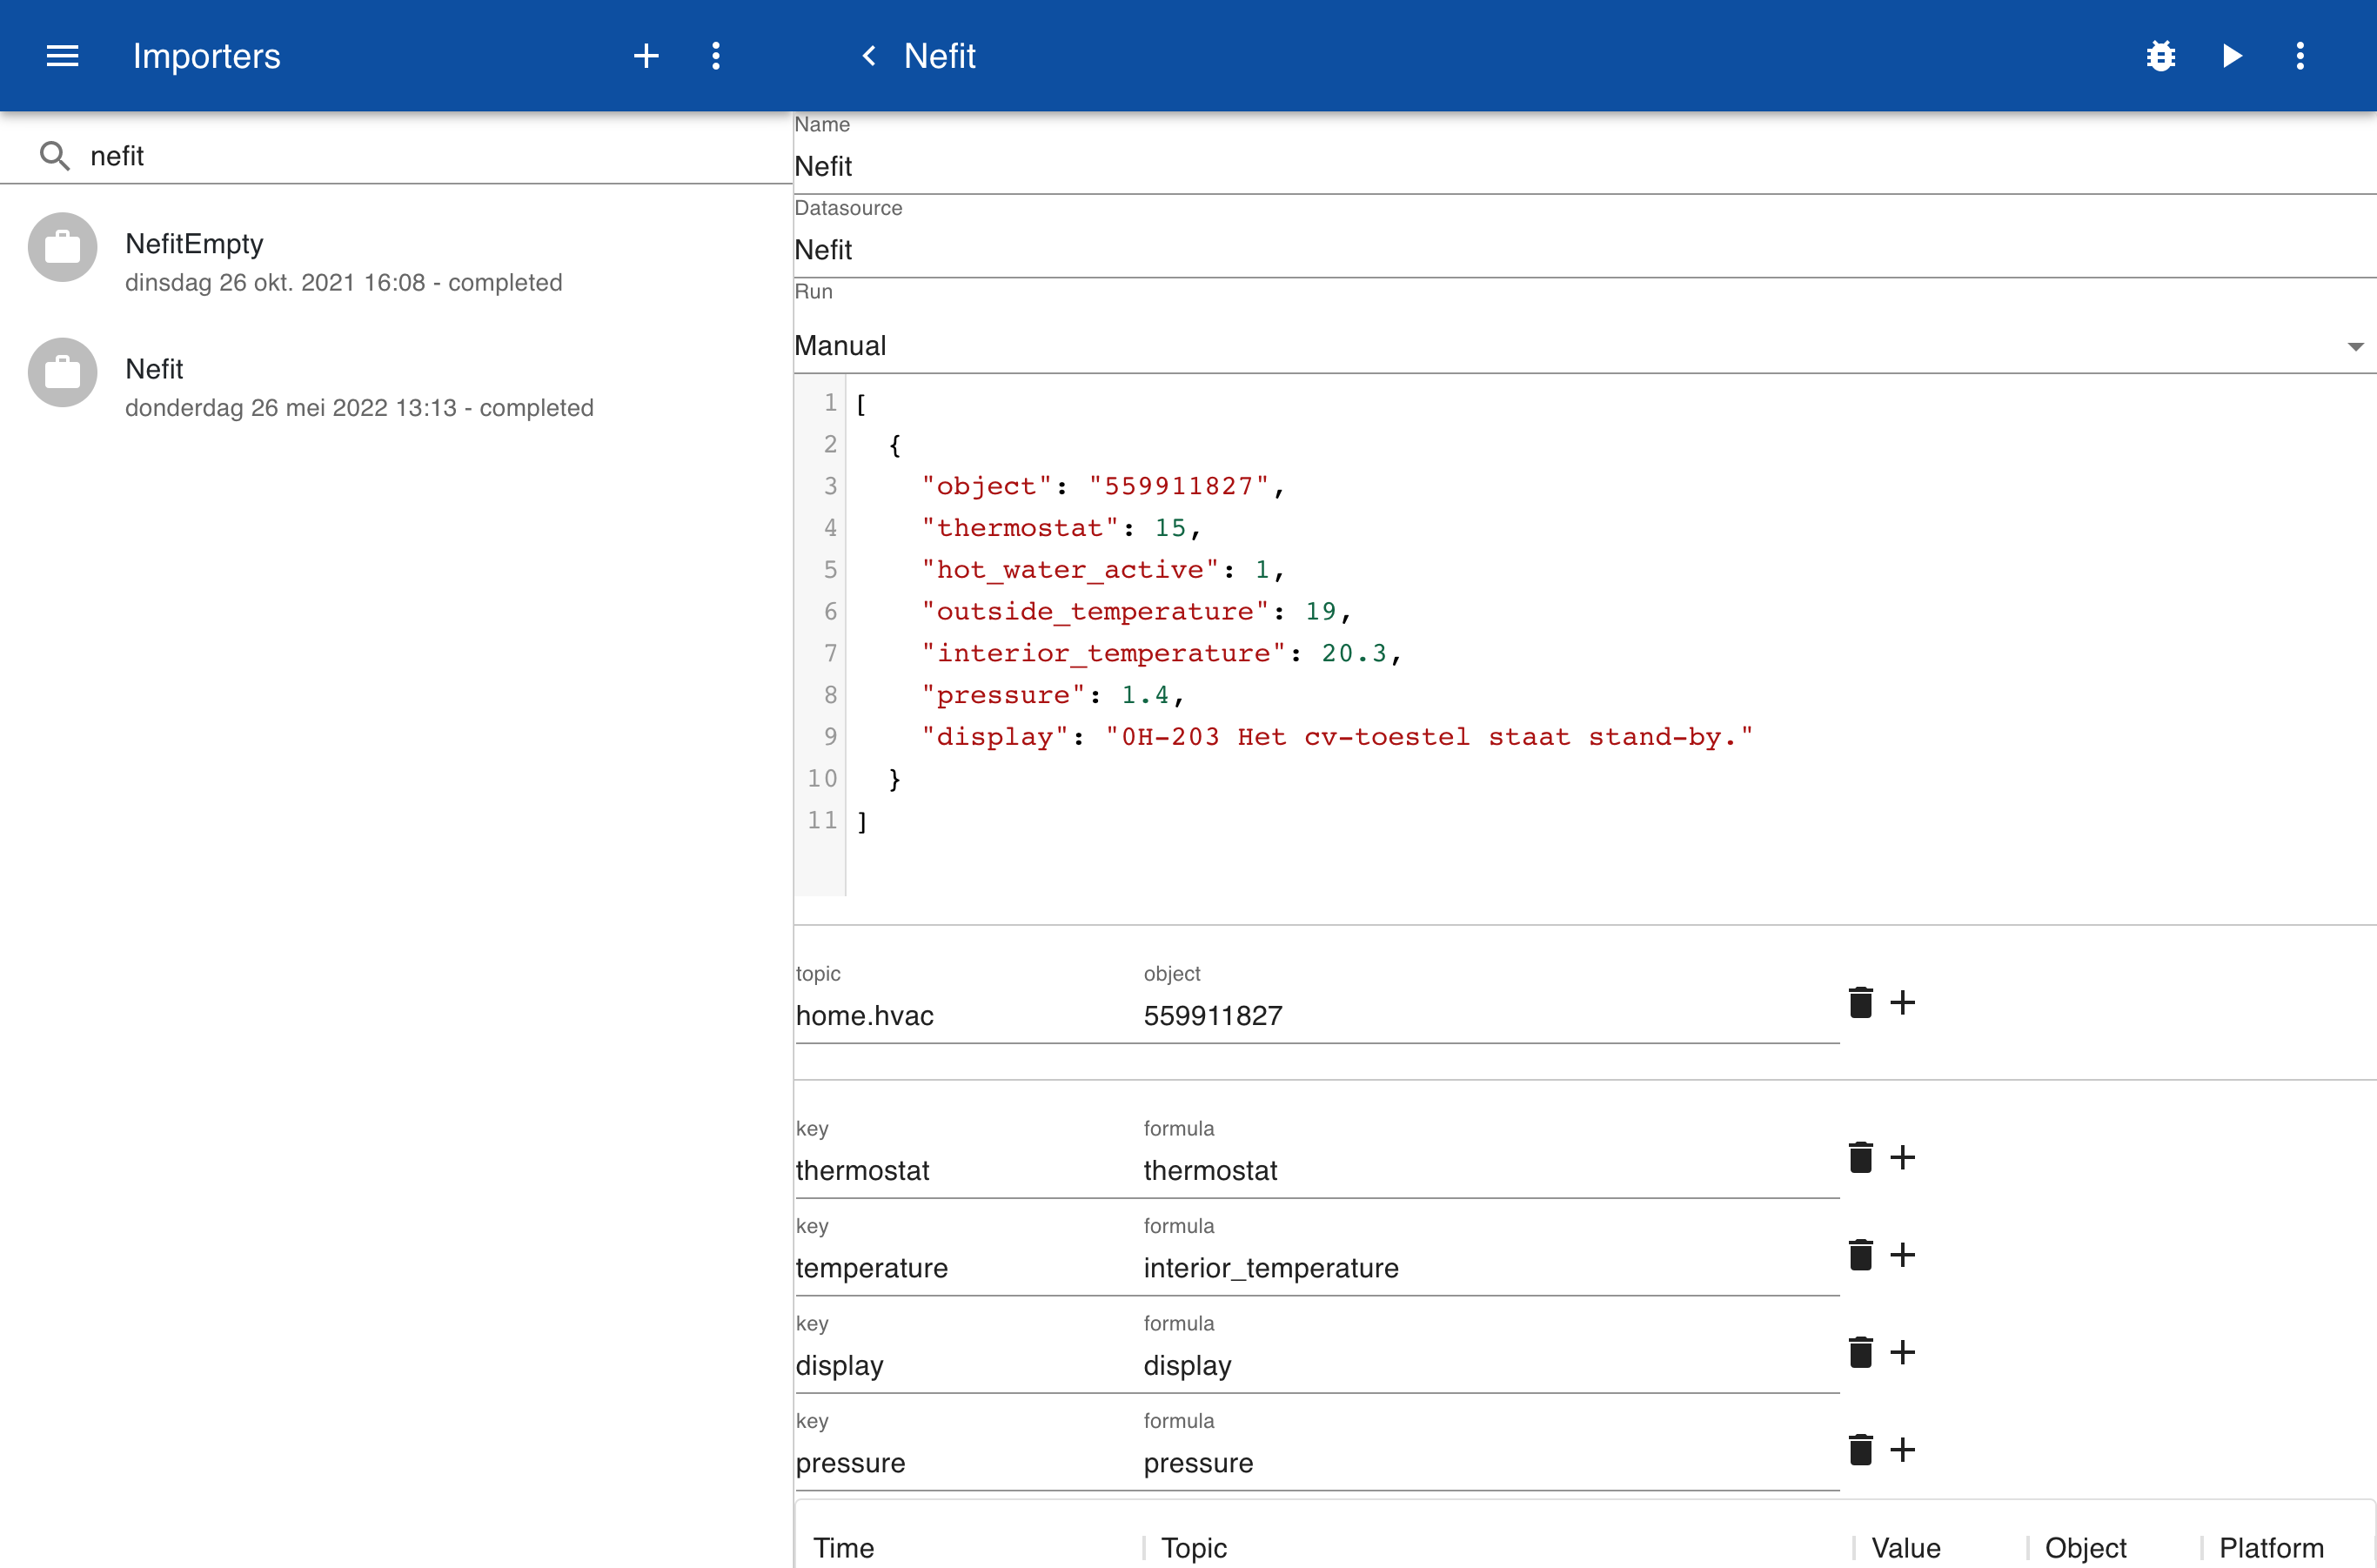 Importers
Nefit
nefit
NefitEmpty
dinsdag 26 okt. 2021 16:08 - completed
Nefit
donderdag 26 mei 2022 13:13 - completed
Name
Nefit
Datasource
Nefit
Run
Manual
1 [
2 {
3 "object": "559911827",
4 "thermostat": 15,
5 "hot_water_active": 1,
6 "outside_temperature": 19,
7 "interior_temperature": 20.3,
8 "pressure": 1.4,
9 "display": "0H-203 Het cv-toestel staat stand-by."
10 }
11 ]
topic object
home.hvac 559911827
key formula
thermostat thermostat
key formula
temperature interior_temperature
key formula
display display
key formula
pressure pressure
Time Topic Value Object Platform